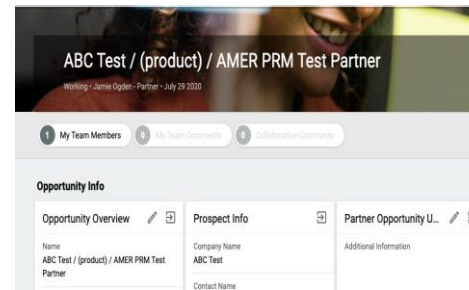 ABC Test / (product) / AMER PRM Test Partner
Working - Jamie Ogden - Partner - July 29 2020
1 My Team Members 0 My Team Comments 0 Collaborative Comments
Opportunity Info
Opportunity Overview
Prospect Info
Partner Opportunity U...
Name
ABC Test / (product) / AMER PRM Test
Partner
Company Name
ABC Test
Contact Name
Additional Information